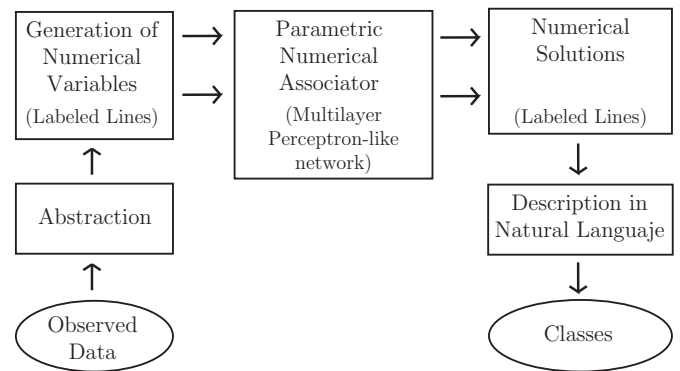 Generation of
Numerical
Variables
(Labeled Lines)
Parametric
Numerical
Associator
(Multilayer
Perceptron-like
network)
Numerical
Solutions
(Labeled Lines)
Abstraction
Description in
Natural Languaje
Observed
Data
Classes